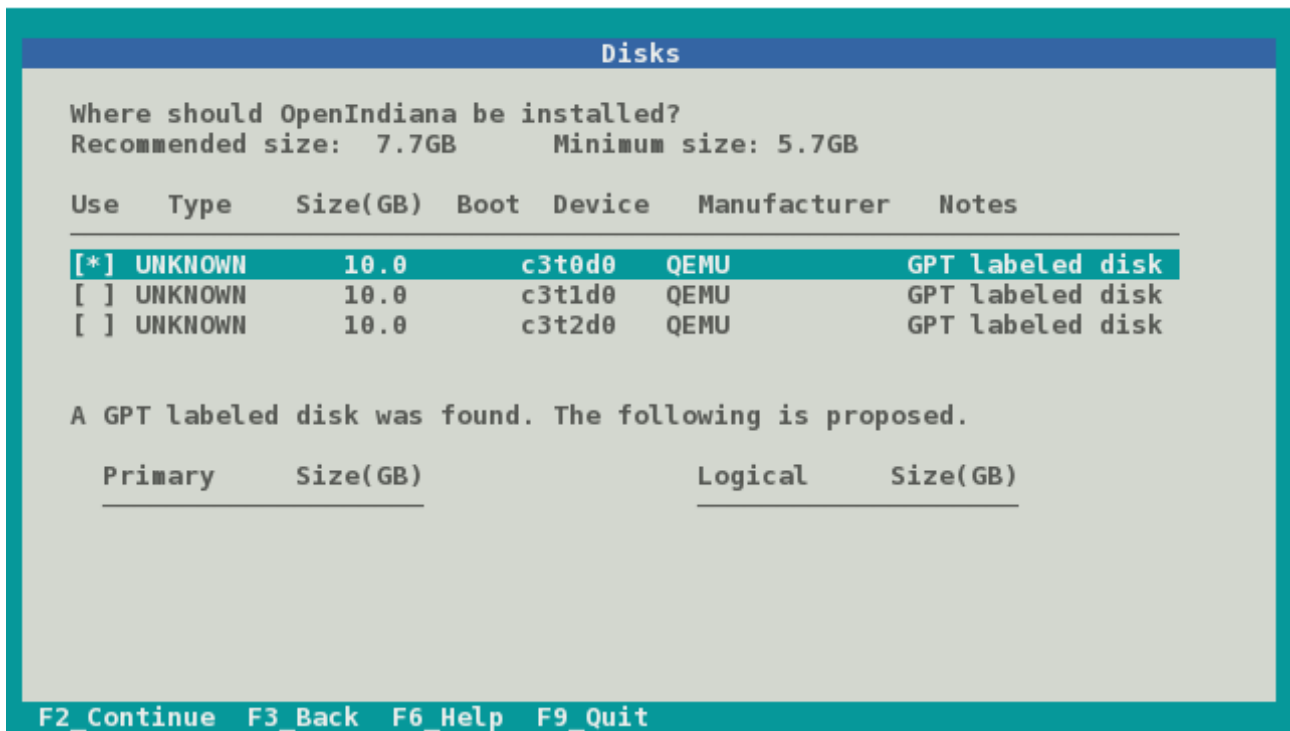 Disks
Where should OpenIndiana be installed?
Recommended size:  7.7GB      Minimum size: 5.7GB
Use   Type    Size(GB)  Boot  Device   Manufacturer   Notes
[*] UNKNOWN      10.0       c3t0d0   QEMU           GPT labeled disk
[ ] UNKNOWN      10.0       c3t1d0   QEMU           GPT labeled disk
[ ] UNKNOWN      10.0       c3t2d0   QEMU           GPT labeled disk
A GPT labeled disk was found. The following is proposed.
Primary     Size(GB)                 Logical     Size(GB)
F2_Continue  F3_Back  F6_Help  F9_Quit